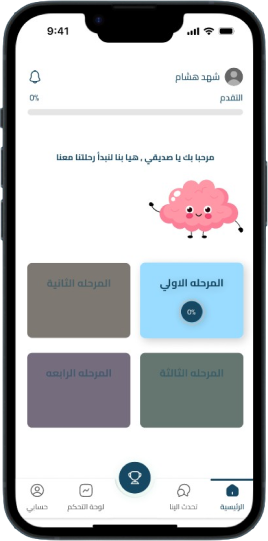 9:41
شهد هشام
التقدم
0%
مرحبا بك يا صديقي , هيا بنا لنبدأ رحلتنا معنا
المرحله الاولي
0%
المرحله الثانية
المرحله الثالثة
المرحله الرابعه
الرئيسية
تحدث الينا
لوحة التحكم
حسابي